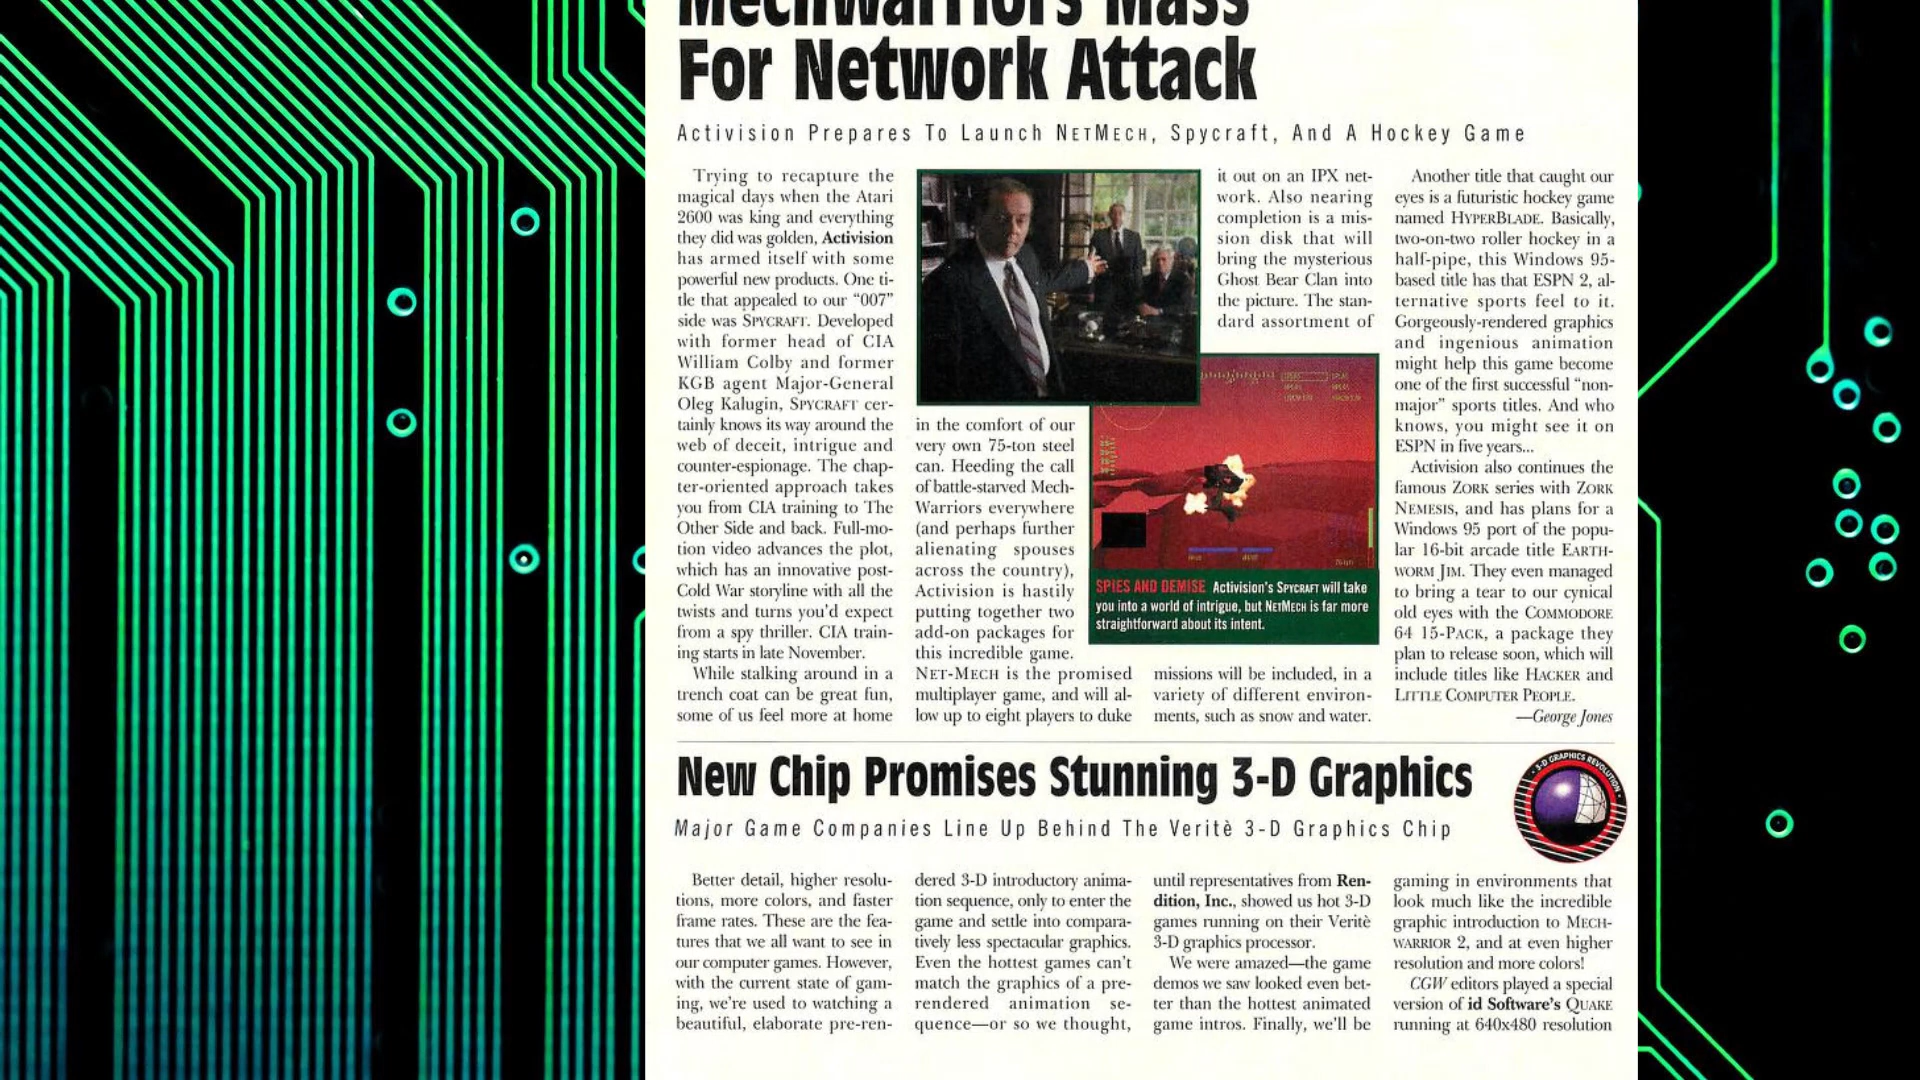 Mechwarriors Mass
For Network Attack
Activision Prepares To Launch NETMECH, Spycraft, And A Hockey Game
Trying to recapture the
magical days when the Atari
2600 was king and everything
they did was golden, Activision
has armed itself with some
powerful new products. One ti-
tle that appealed to our “007”
side was SPYCRAFT. Developed
with former head of CIA
William Colby and former
KGB agent Major-General
Oleg Kalugin, SPYCRAFT cer-
tainly knows its way around the
web of deceit, intrigue and
counter-espionage. The chap-
ter-oriented approach takes
you from CIA training to The
Other Side and back. Full-mo-
tion video advances the plot,
which has an innovative post-
Cold War storyline with all the
twists and turns you’d expect
from a spy thriller. CIA train-
ing starts in late November.
While stalking around in a
trench coat can be great fun,
some of us feel more at home
in the comfort of our
very own 75-ton steel
can. Heeding the call
of battle-starved Mech-
Warriors everywhere
(and perhaps further
alienating spouses
across the country),
Activision is hastily
putting together two
add-on packages for
this incredible game.
NET-MECH is the promised
multiplayer game, and will al-
low up to eight players to duke
it out on an IPX net-
work. Also nearing
completion is a mis-
sion disk that will
bring the mysterious
Ghost Bear Clan into
the picture. The stan-
dard assortment of
SPIES AND DEMISE Activision’s SPYCRAFT will take
you into a world of intrigue, but NETMECH is far more
straightforward about its intent.
missions will be included, in a
variety of different environ-
ments, such as snow and water.
Another title that caught our
eyes is a futuristic hockey game
named HYPERBLADE. Basically,
two-on-two roller hockey in a
half-pipe, this Windows 95-
based title has that ESPN 2, al-
ternative sports feel to it.
Gorgeously-rendered graphics
and ingenious animation
might help this game become
one of the first successful “non-
major” sports titles. And who
knows, you might see it on
ESPN in five years...
Activision also continues the
famous ZORK series with ZORK
NEMESIS, and has plans for a
Windows 95 port of the popu-
lar 16-bit arcade title EARTH-
WORM JIM. They even managed
to bring a tear to our cynical
old eyes with the COMMODORE
64 15-PACK, a package they
plan to release soon, which will
include titles like HACKER and
LITTLE COMPUTER PEOPLE.
—George Jones
New Chip Promises Stunning 3-D Graphics
Major Game Companies Line Up Behind The Veritè 3-D Graphics Chip
3-D GRAPHICS REVOLUTION
Better detail, higher resolu-
tions, more colors, and faster
frame rates. These are the fea-
tures that we all want to see in
our computer games. However,
with the current state of gam-
ing, we’re used to watching a
beautiful, elaborate pre-ren-
dered 3-D introductory anima-
tion sequence, only to enter the
game and settle into compara-
tively less spectacular graphics.
Even the hottest games can’t
match the graphics of a pre-
rendered animation se-
quence—or so we thought,
until representatives from Ren-
dition, Inc., showed us hot 3-D
games running on their Veritè
3-D graphics processor.
We were amazed—the game
demos we saw looked even bet-
ter than the hottest animated
game intros. Finally, we’ll be
gaming in environments that
look much like the incredible
graphic introduction to MECH-
WARRIOR 2, and at even higher
resolution and more colors!
CGW editors played a special
version of id Software’s QUAKE
running at 640x480 resolution